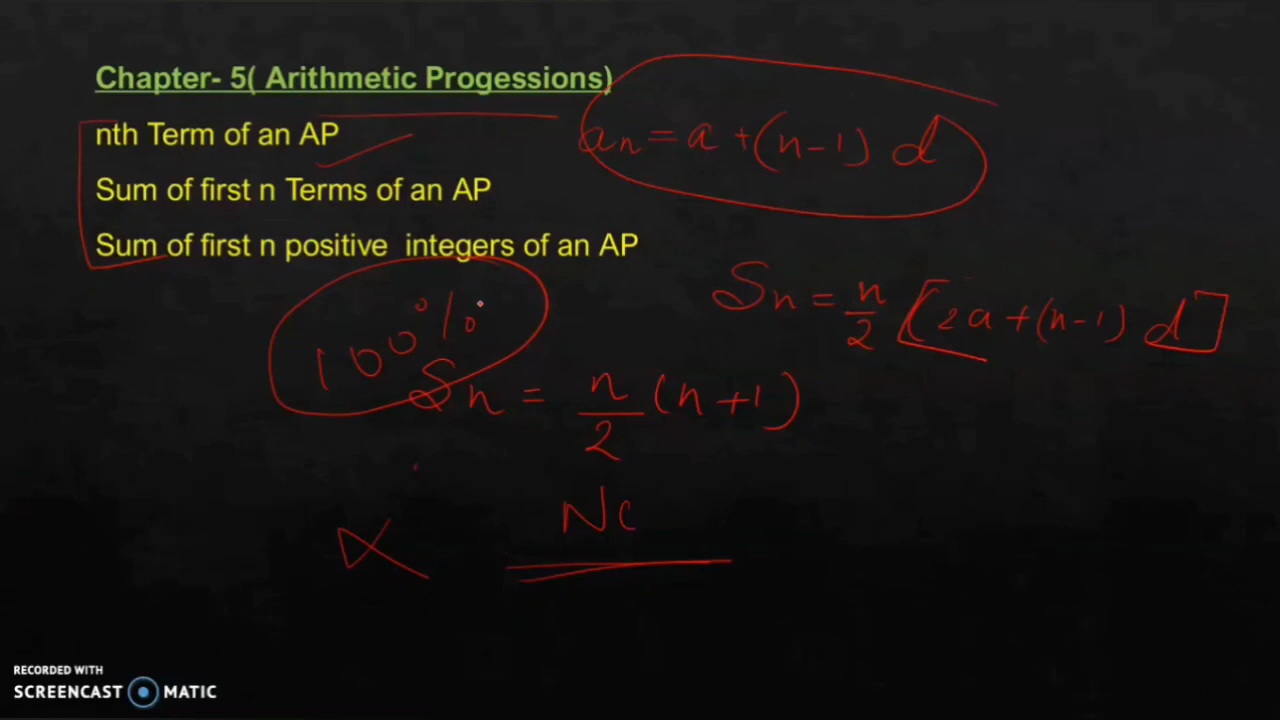 Chapter- 5( Arithmetic Progessions)
nth Term of an AP
an = a + (n-1) d
Sum of first n Terms of an AP
Sum of first n positive integers of an AP
Sn = n/2 [2a + (n-1) d]
100%
Sn = n/2 (n+1)
NC
RECORDED WITH
SCREENCAST MATIC